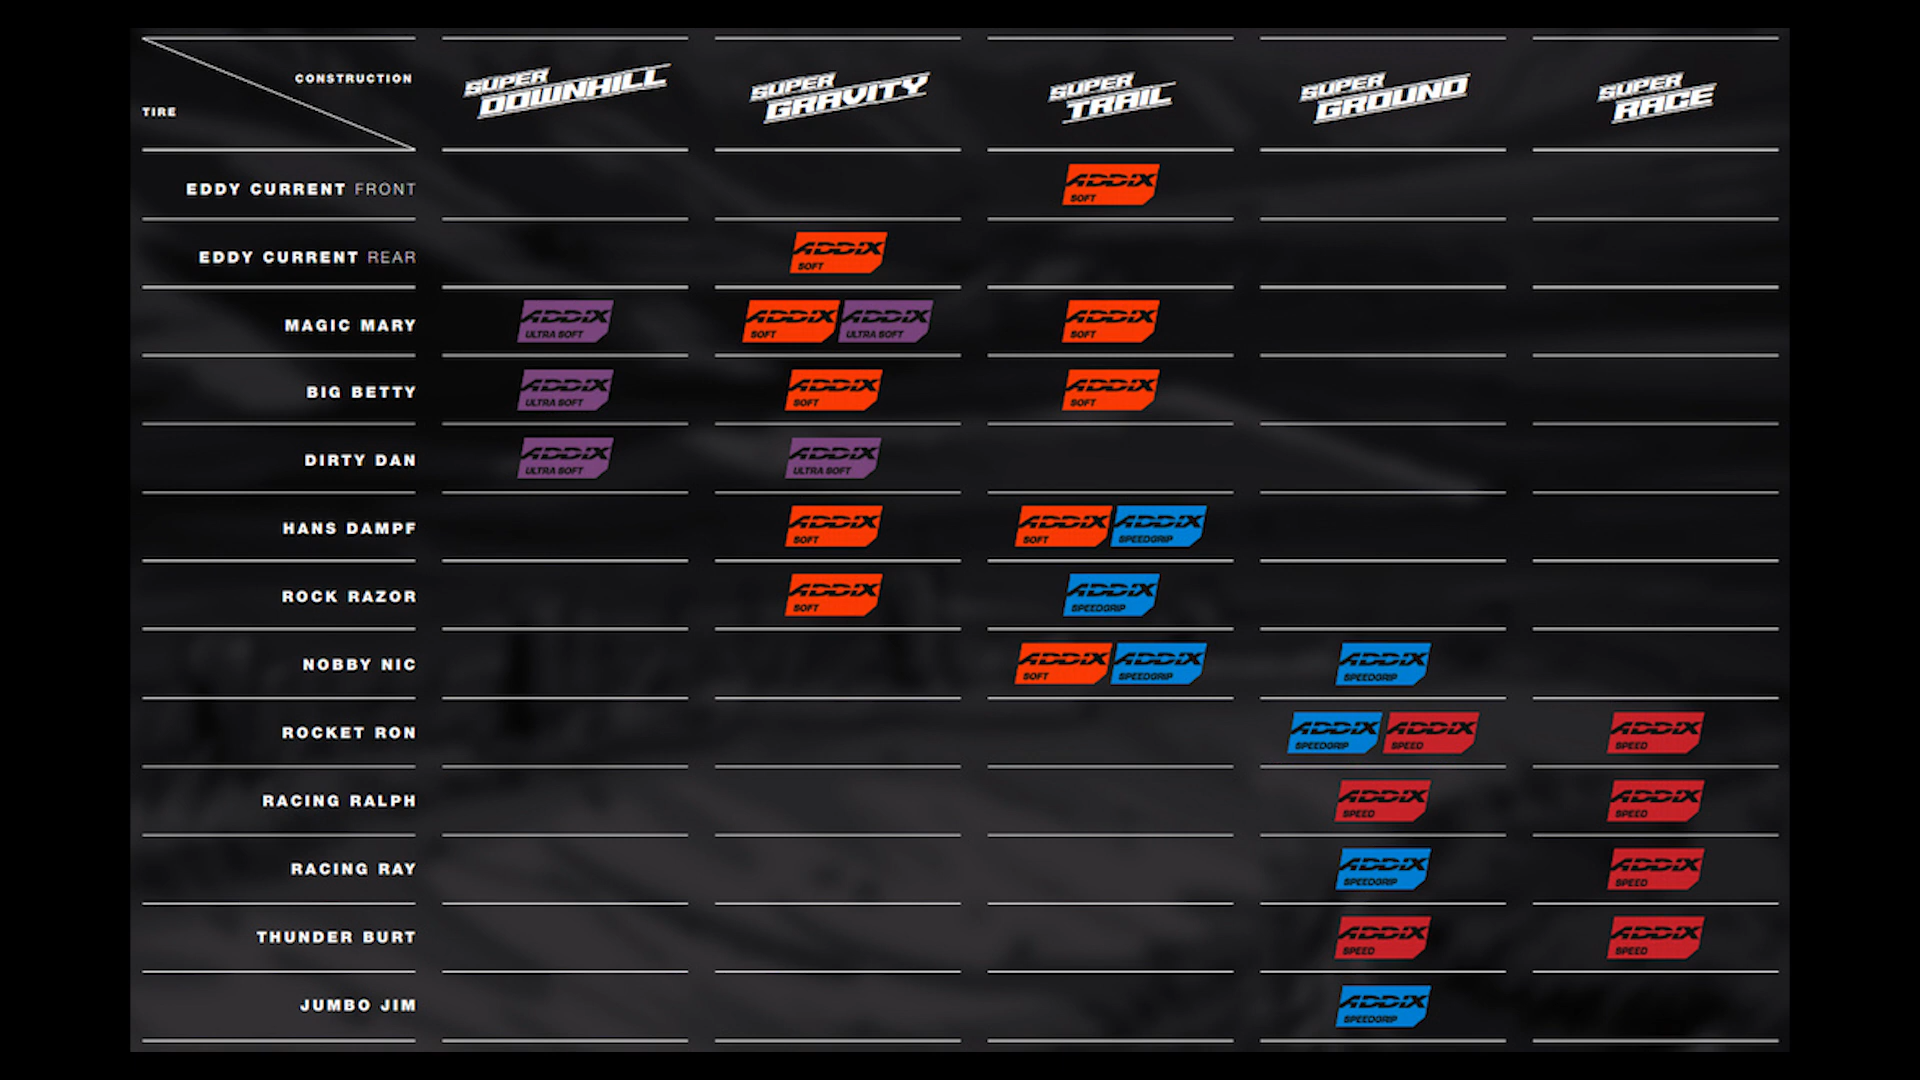 CONSTRUCTION
TIRE
SUPER DOWNHILL
SUPER GRAVITY
SUPER TRAIL
SUPER GROUND
SUPER RACE
EDDY CURRENT FRONT
ADDIX SOFT
EDDY CURRENT REAR
ADDIX SOFT
MAGIC MARY
ADDIX ULTRA SOFT
ADDIX SOFT
ADDIX ULTRA SOFT
ADDIX SOFT
BIG BETTY
ADDIX ULTRA SOFT
ADDIX SOFT
ADDIX SOFT
DIRTY DAN
ADDIX ULTRA SOFT
ADDIX ULTRA SOFT
HANS DAMPF
ADDIX SOFT
ADDIX SOFT
ADDIX SPEEDGRIP
ROCK RAZOR
ADDIX SOFT
ADDIX SPEEDGRIP
NOBBY NIC
ADDIX SOFT
ADDIX SPEEDGRIP
ADDIX SPEEDGRIP
ROCKET RON
ADDIX SPEEDGRIP
ADDIX SPEED
ADDIX SPEED
RACING RALPH
ADDIX SPEED
ADDIX SPEED
RACING RAY
ADDIX SPEEDGRIP
ADDIX SPEED
THUNDER BURT
ADDIX SPEED
ADDIX SPEED
JUMBO JIM
ADDIX SPEEDGRIP